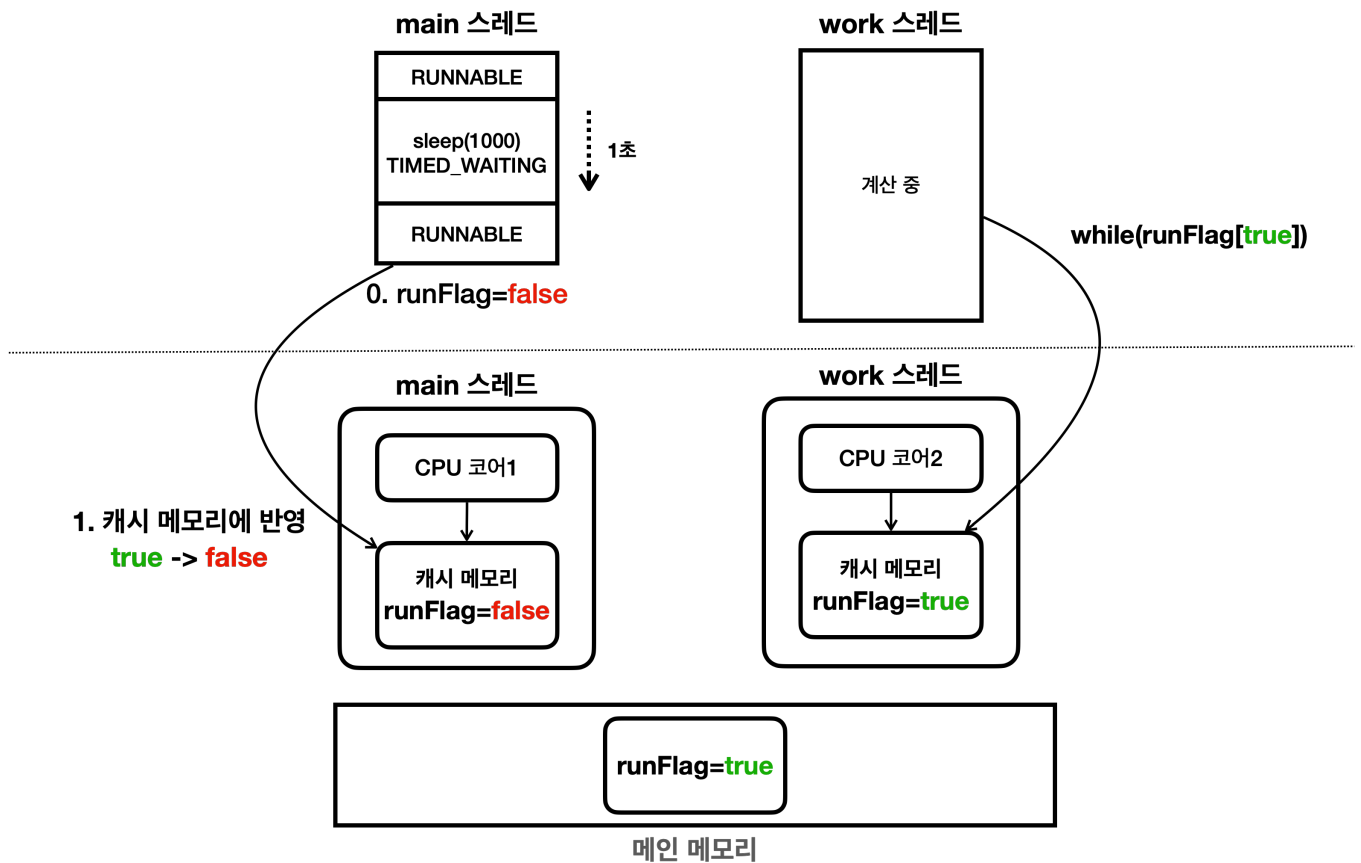 main 스레드
RUNNABLE
sleep(1000)
TIMED_WAITING
RUNNABLE
1초
0. runFlag=false
work 스레드
계산 중
while(runFlag[true])
main 스레드
CPU 코어1
캐시 메모리
runFlag=false
1. 캐시 메모리에 반영
true -> false
work 스레드
CPU 코어2
캐시 메모리
runFlag=true
runFlag=true
메인 메모리